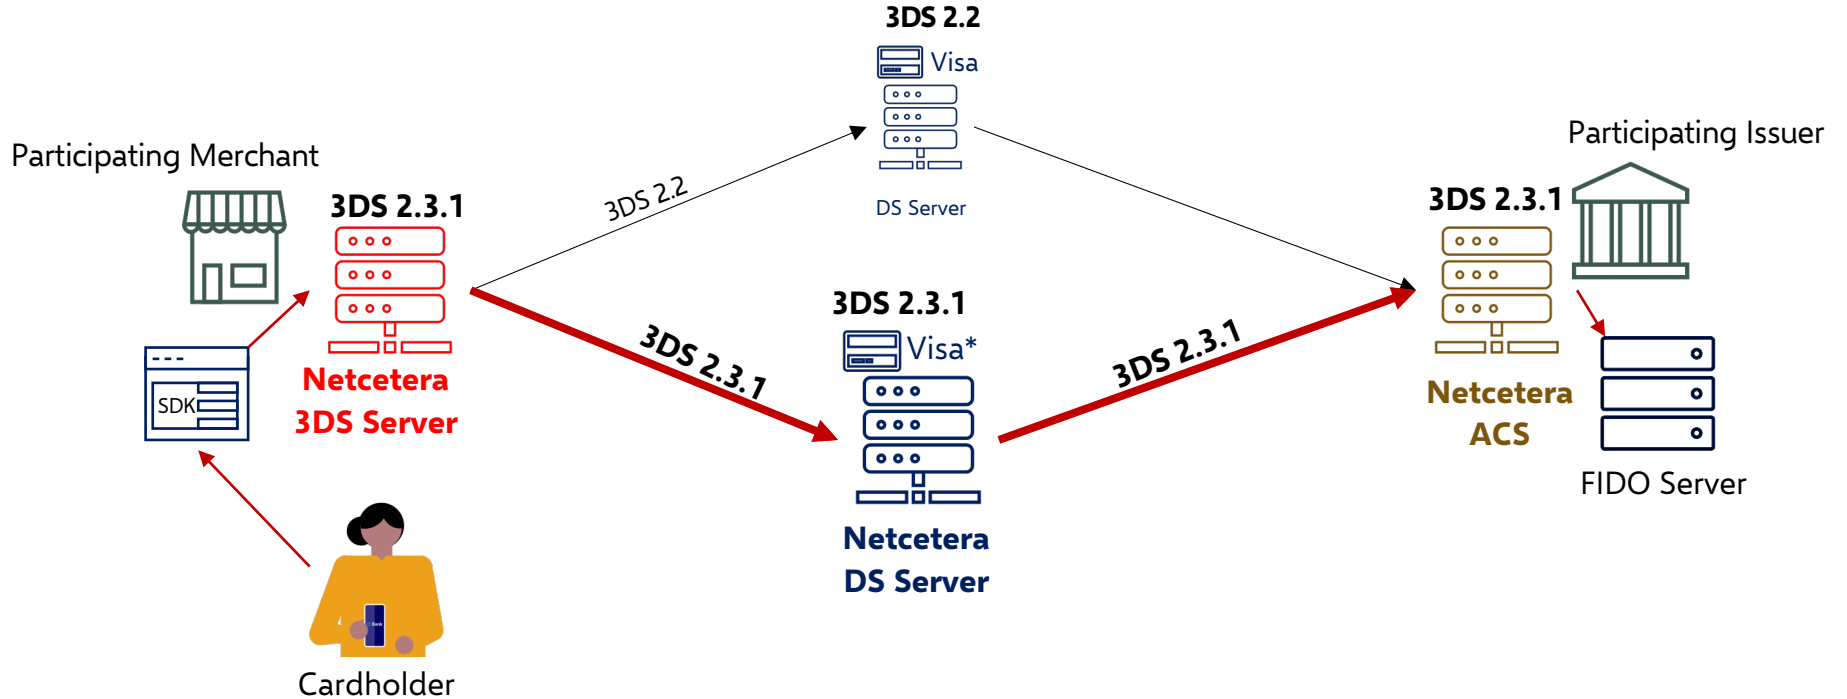 3DS 2.2
Visa
DS Server
Participating Merchant
3DS 2.3.1
Netcetera
3DS Server
SDK
Cardholder
Bank
3DS 2.2
3DS 2.3.1
3DS 2.3.1
Visa*
Netcetera
DS Server
3DS 2.3.1
Participating Issuer
3DS 2.3.1
Netcetera
ACS
FIDO Server